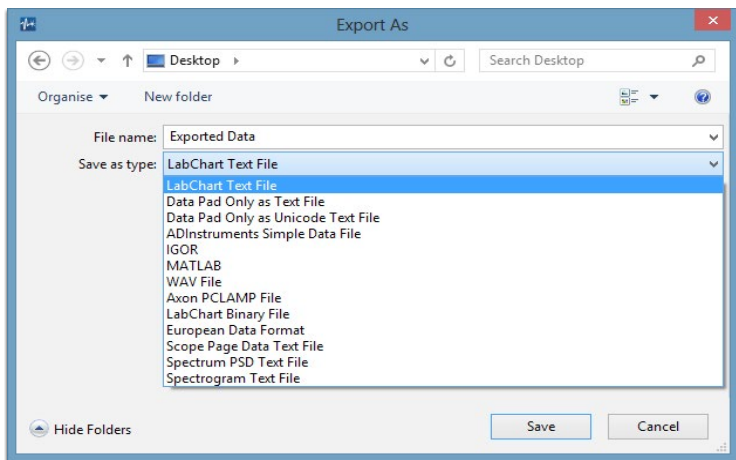 Export As
Desktop
Search Desktop
Organise
New folder
File name: Exported Data
Save as type: LabChart Text File
LabChart Text File
Data Pad Only as Text File
Data Pad Only as Unicode Text File
ADInstruments Simple Data File
IGOR
MATLAB
WAV File
Axon PCLAMP File
LabChart Binary File
European Data Format
Scope Page Data Text File
Spectrum PSD Text File
Spectrogram Text File
Hide Folders
Save
Cancel